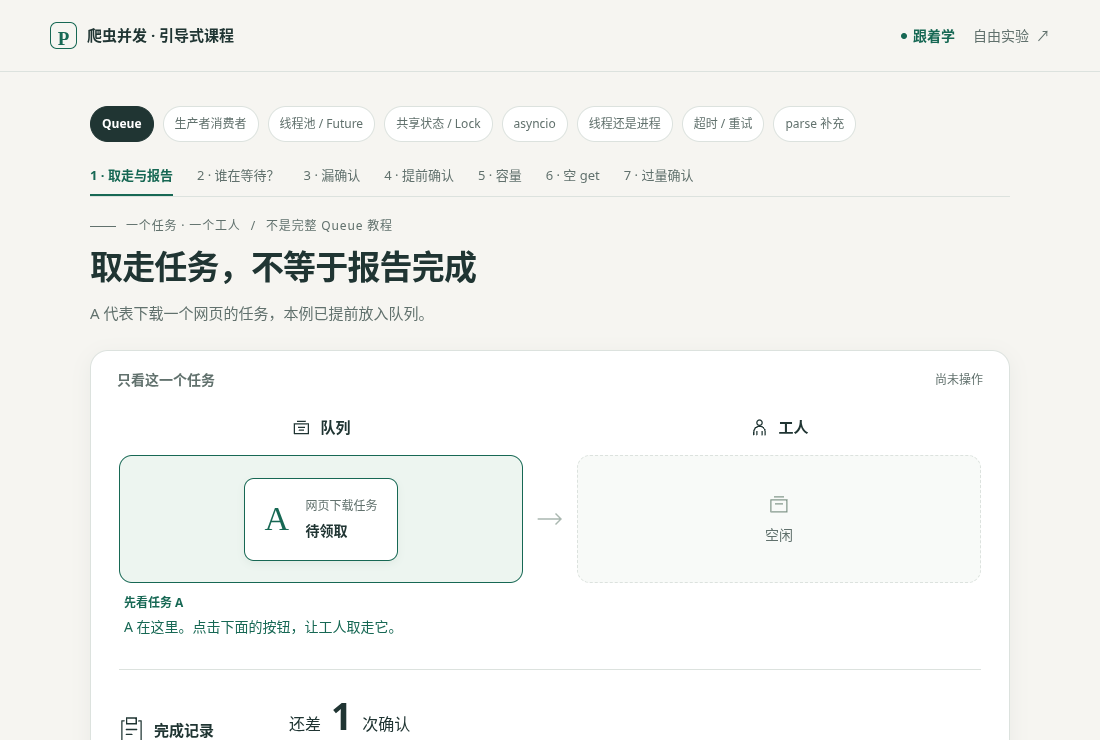 P 爬虫并发 · 引导式课程
跟着学 自由实验 ↗
Queue 生产者消费者 线程池 / Future 共享状态 / Lock asyncio 线程还是进程 超时 / 重试 parse 补充
1 · 取走与报告 2 · 谁在等待? 3 · 漏确认 4 · 提前确认 5 · 容量 6 · 空 get 7 · 过量确认
一个任务 · 一个工人 / 不是完整 Queue 教程
取走任务，不等于报告完成
A 代表下载一个网页的任务，本例已提前放入队列。
只看这一个任务 尚未操作
队列
工人
A
网页下载任务
待领取
→
空闲
先看任务 A
A 在这里。点击下面的按钮，让工人取走它。
完成记录
还差 1 次确认